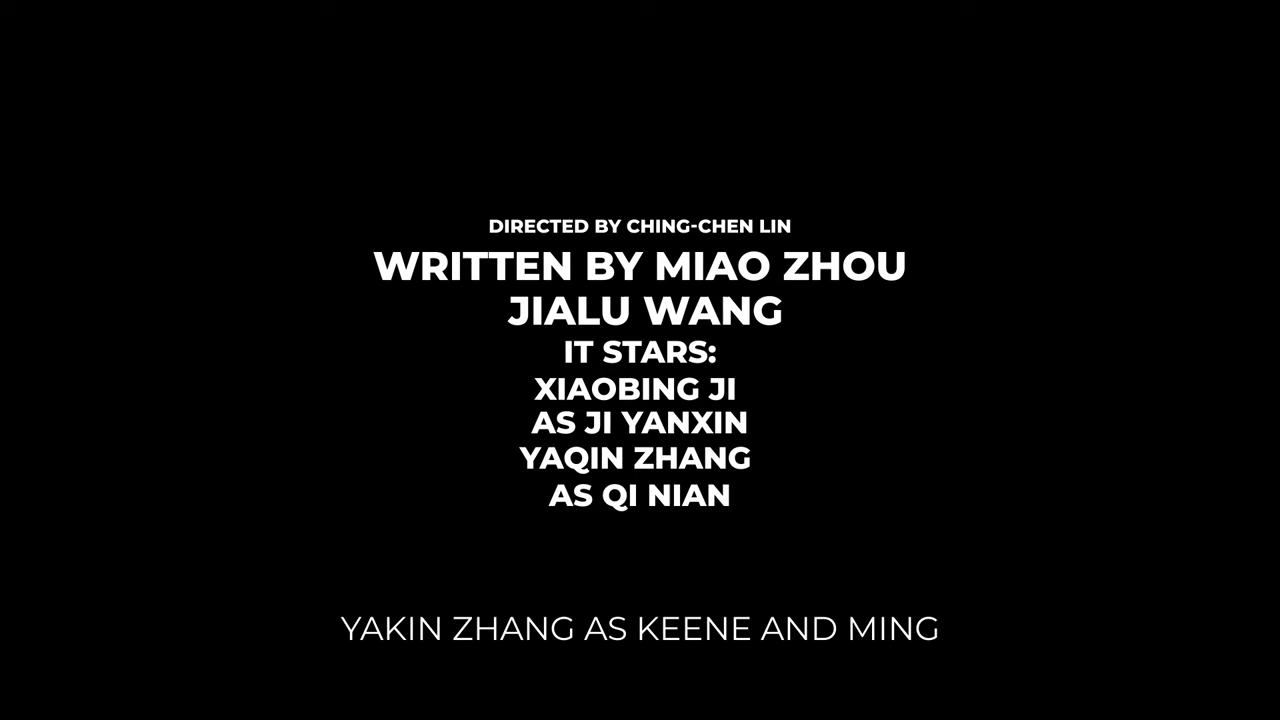 DIRECTED BY CHING-CHEN LIN
WRITTEN BY MIAO ZHOU
JIALU WANG
IT STARS:
XIAOBING JI
AS JI YANXIN
YAQIN ZHANG
AS QI NIAN
YAKIN ZHANG AS KEENE AND MING